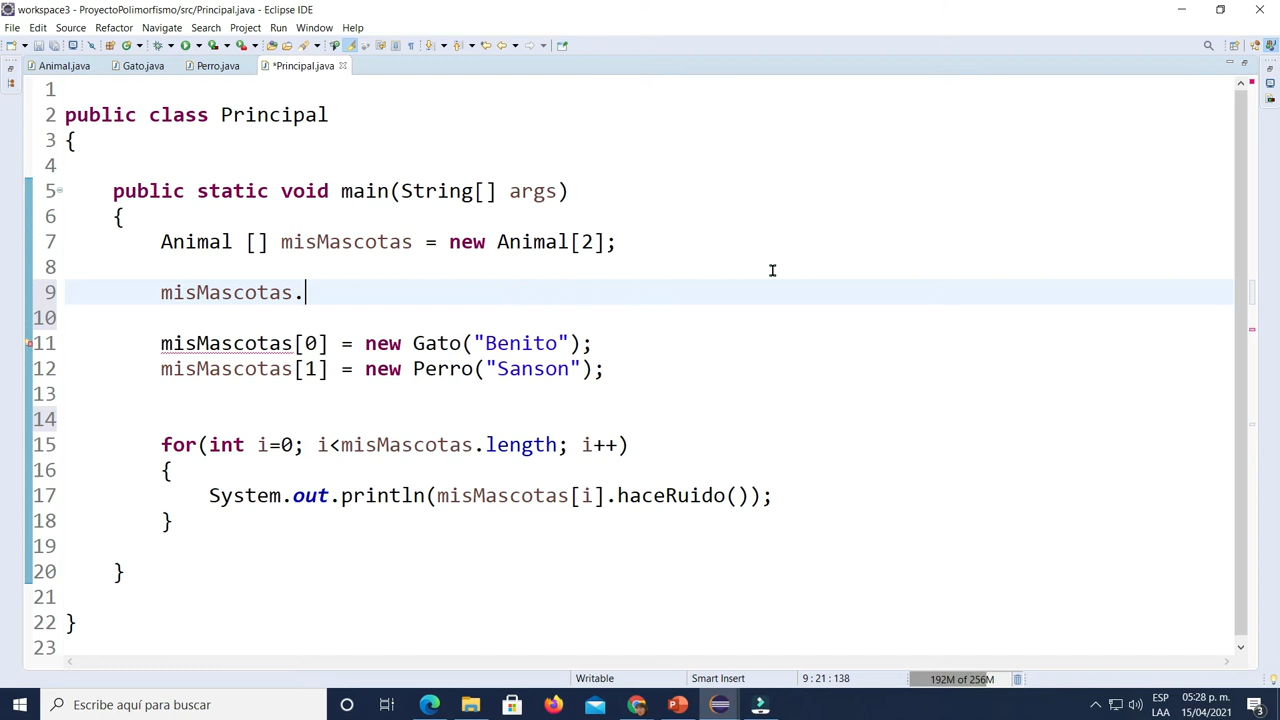 workspace3 - ProyectoPolimorfismo/src/Principal.java - Eclipse IDE
File Edit Source Refactor Navigate Search Project Run Window Help
Animal.java Gato.java Perro.java *Principal.java
1
2 public class Principal
3 {
4
5 public static void main(String[] args)
6 {
7 Animal [] misMascotas = new Animal[2];
8
9 misMascotas.
10
11 misMascotas[0] = new Gato("Benito");
12 misMascotas[1] = new Perro("Sanson");
13
14
15 for(int i=0; i<misMascotas.length; i++)
16 {
17 System.out.println(misMascotas[i].haceRuido());
18 }
19
20 }
21
22 }
23
Writable Smart Insert 9 : 21 : 138 192M of 256M
Escribe aquí para buscar ESP 05:28 p. m.
LAA 15/04/2021 3